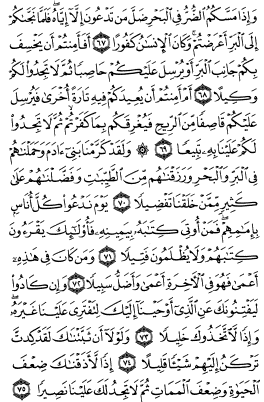 وَإِذَا مَسَّكُمُ ٱلضُّرُّ فِي ٱلْبَحْرِ ضَلَّ مَن تَدْعُونَ إِلَّآ إِيَّاهُ فَلَمَّا نَجَّىٰكُمْ
إِلَى ٱلْبَرِّ أَعْرَضْتُمْ وَكَانَ ٱلْإِنسَٰنُ كَفُورًا ٦٧ أَفَأَمِنتُمْ أَن يَخْسِفَ
بِكُمْ جَانِبَ ٱلْبَرِّ أَوْ يُرْسِلَ عَلَيْكُمْ حَاصِبًا ثُمَّ لَا تَجِدُوا۟ لَكُمْ
وَكِيلًا ٦٨ أَمْ أَمِنتُمْ أَن يُعِيدَكُمْ فِيهِ تَارَةً أُخْرَىٰ فَيُرْسِلَ
عَلَيْكُمْ قَاصِفًا مِّنَ ٱلرِّيحِ فَيُغْرِقَكُم بِمَا كَفَرْتُمْ ثُمَّ لَا تَجِدُوا۟
لَكُمْ عَلَيْنَا بِهِۦ تَبِيعًا ٦٩ ۞ وَلَقَدْ كَرَّمْنَا بَنِيٓ ءَادَمَ وَحَمَلْنَٰهُمْ
فِي ٱلْبَرِّ وَٱلْبَحْرِ وَرَزَقْنَٰهُم مِّنَ ٱلطَّيِّبَٰتِ وَفَضَّلْنَٰهُمْ عَلَىٰ
كَثِيرٍ مِّمَّنْ خَلَقْنَا تَفْضِيلًا ٧٠ يَوْمَ نَدْعُوا۟ كُلَّ أُنَاسٍۭ
بِإِمَٰمِهِمْ فَمَنْ أُوتِيَ كِتَٰبَهُۥ بِيَمِينِهِۦ فَأُو۟لَٰٓئِكَ يَقْرَءُونَ
كِتَٰبَهُمْ وَلَا يُظْلَمُونَ فَتِيلًا ٧١ وَمَن كَانَ فِي هَٰذِهِۦٓ
أَعْمَىٰ فَهُوَ فِي ٱلْءَاخِرَةِ أَعْمَىٰ وَأَضَلُّ سَبِيلًا ٧٢ وَإِن كَادُوا۟
لَيَفْتِنُونَكَ عَنِ ٱلَّذِيٓ أَوْحَيْنَآ إِلَيْكَ لِتَفْتَرِيَ عَلَيْنَا غَيْرَهُۥ
وَإِذًا لَّٱتَّخَذُوكَ خَلِيلًا ٧٣ وَلَوْلَآ أَن ثَبَّتْنَٰكَ لَقَدْ كِدتَّ
تَرْكَنُ إِلَيْهِمْ شَيْـًٔا قَلِيلًا ٧٤ إِذًا لَّأَذَقْنَٰكَ ضِعْفَ
ٱلْحَيَوٰةِ وَضِعْفَ ٱلْمَمَاتِ ثُمَّ لَا تَجِدُ لَكَ عَلَيْنَا نَصِيرًا ٧٥